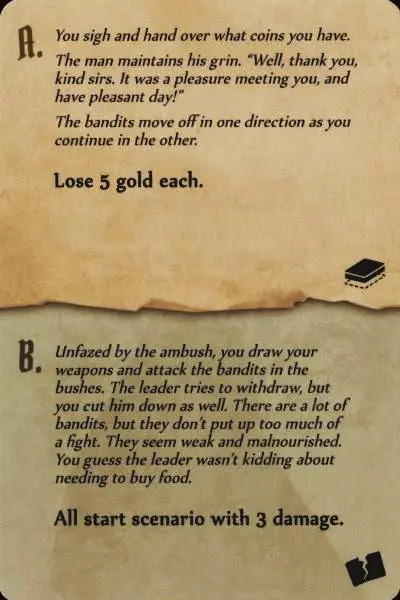 A.
You sigh and hand over what coins you have.
The man maintains his grin. “Well, thank you,
kind sirs. It was a pleasure meeting you, and
have pleasant day!”
The bandits move off in one direction as you
continue in the other.
Lose 5 gold each.
B.
Unfazed by the ambush, you draw your
weapons and attack the bandits in the
bushes. The leader tries to withdraw, but
you cut him down as well. There are a lot of
bandits, but they don’t put up too much of
a fight. They seem weak and malnourished.
You guess the leader wasn’t kidding about
needing to buy food.
All start scenario with 3 damage.